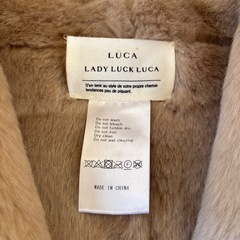 LUCA
LADY LUCK LUCA
S'en tenir au style de votre propre chemin
tendances peu de piquant.
Do not wash
Do not bleach
Do not tumble dry
Do not iron
Dry clean
Do not wet cleaning
MADE IN CHINA